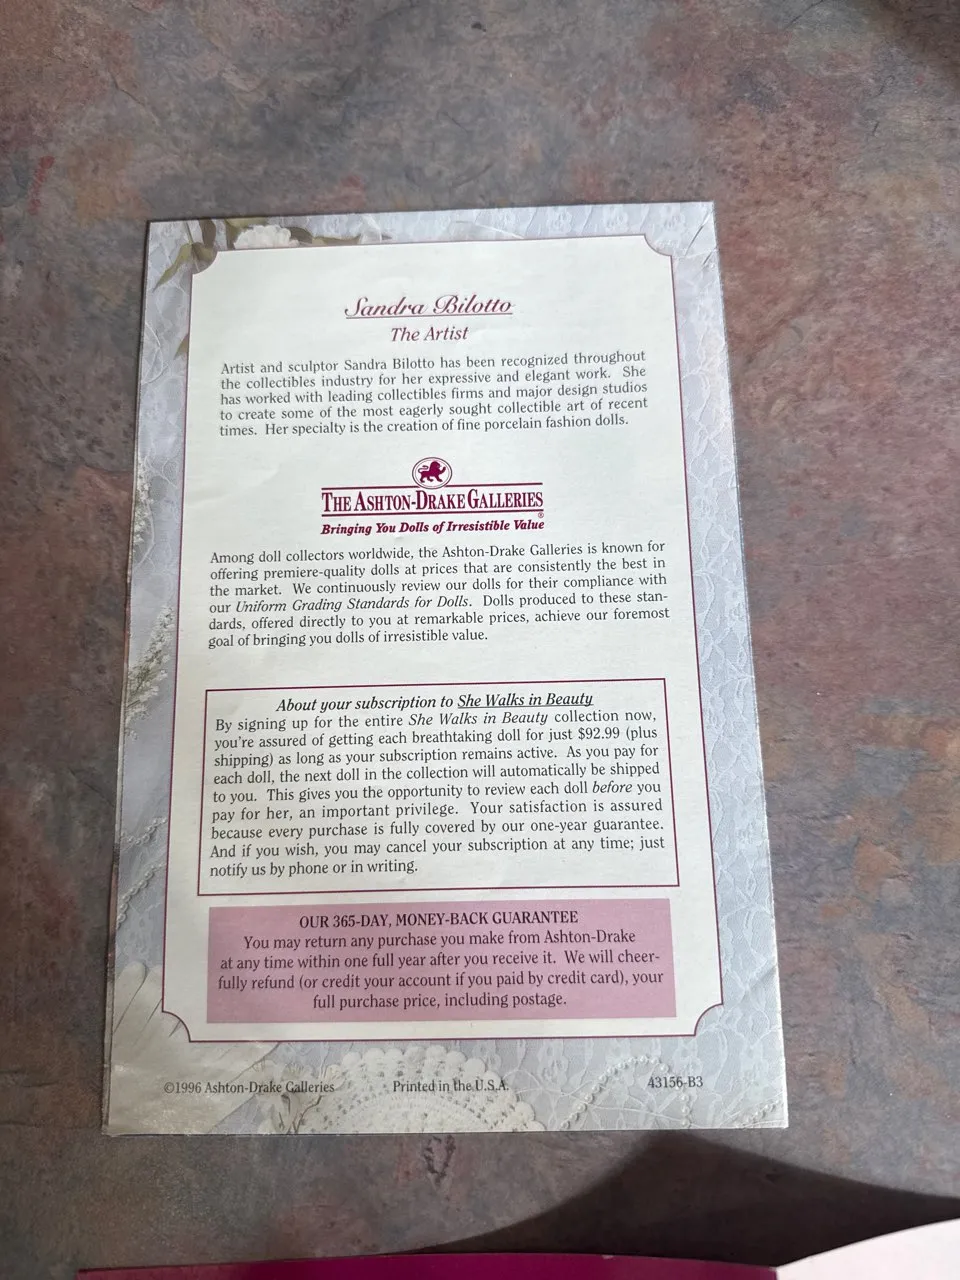 Sandra Bilotto
The Artist
Artist and sculptor Sandra Bilotto has been recognized throughout
the collectibles industry for her expressive and elegant work. She
has worked with leading collectibles firms and major design studios
to create some of the most eagerly sought collectible art of recent
times. Her specialty is the creation of fine porcelain fashion dolls.
THE ASHTON-DRAKE GALLERIES®
Bringing You Dolls of Irresistible Value
Among doll collectors worldwide, the Ashton-Drake Galleries is known for
offering premiere-quality dolls at prices that are consistently the best in
the market. We continuously review our dolls for their compliance with
our Uniform Grading Standards for Dolls. Dolls produced to these stan-
dards, offered directly to you at remarkable prices, achieve our foremost
goal of bringing you dolls of irresistible value.
About your subscription to She Walks in Beauty
By signing up for the entire She Walks in Beauty collection now,
you're assured of getting each breathtaking doll for just $92.99 (plus
shipping) as long as your subscription remains active. As you pay for
each doll, the next doll in the collection will automatically be shipped
to you. This gives you the opportunity to review each doll before you
pay for her, an important privilege. Your satisfaction is assured
because every purchase is fully covered by our one-year guarantee.
And if you wish, you may cancel your subscription at any time; just
notify us by phone or in writing.
OUR 365-DAY, MONEY-BACK GUARANTEE
You may return any purchase you make from Ashton-Drake
at any time within one full year after you receive it. We will cheer-
fully refund (or credit your account if you paid by credit card), your
full purchase price, including postage.
©1996 Ashton-Drake Galleries Printed in the U.S.A. 43156-B3